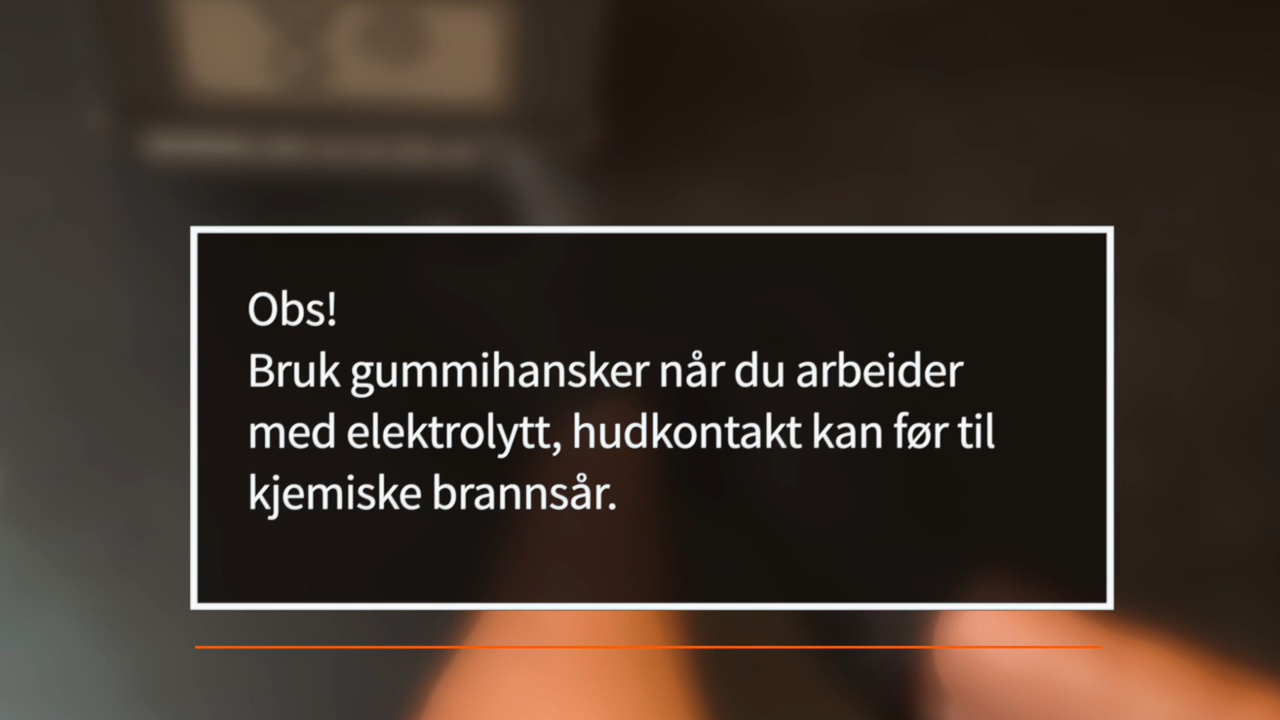 Obs!
Bruk gummihansker når du arbeider
med elektrolytt, hudkontakt kan før til
kjemiske brannsår.